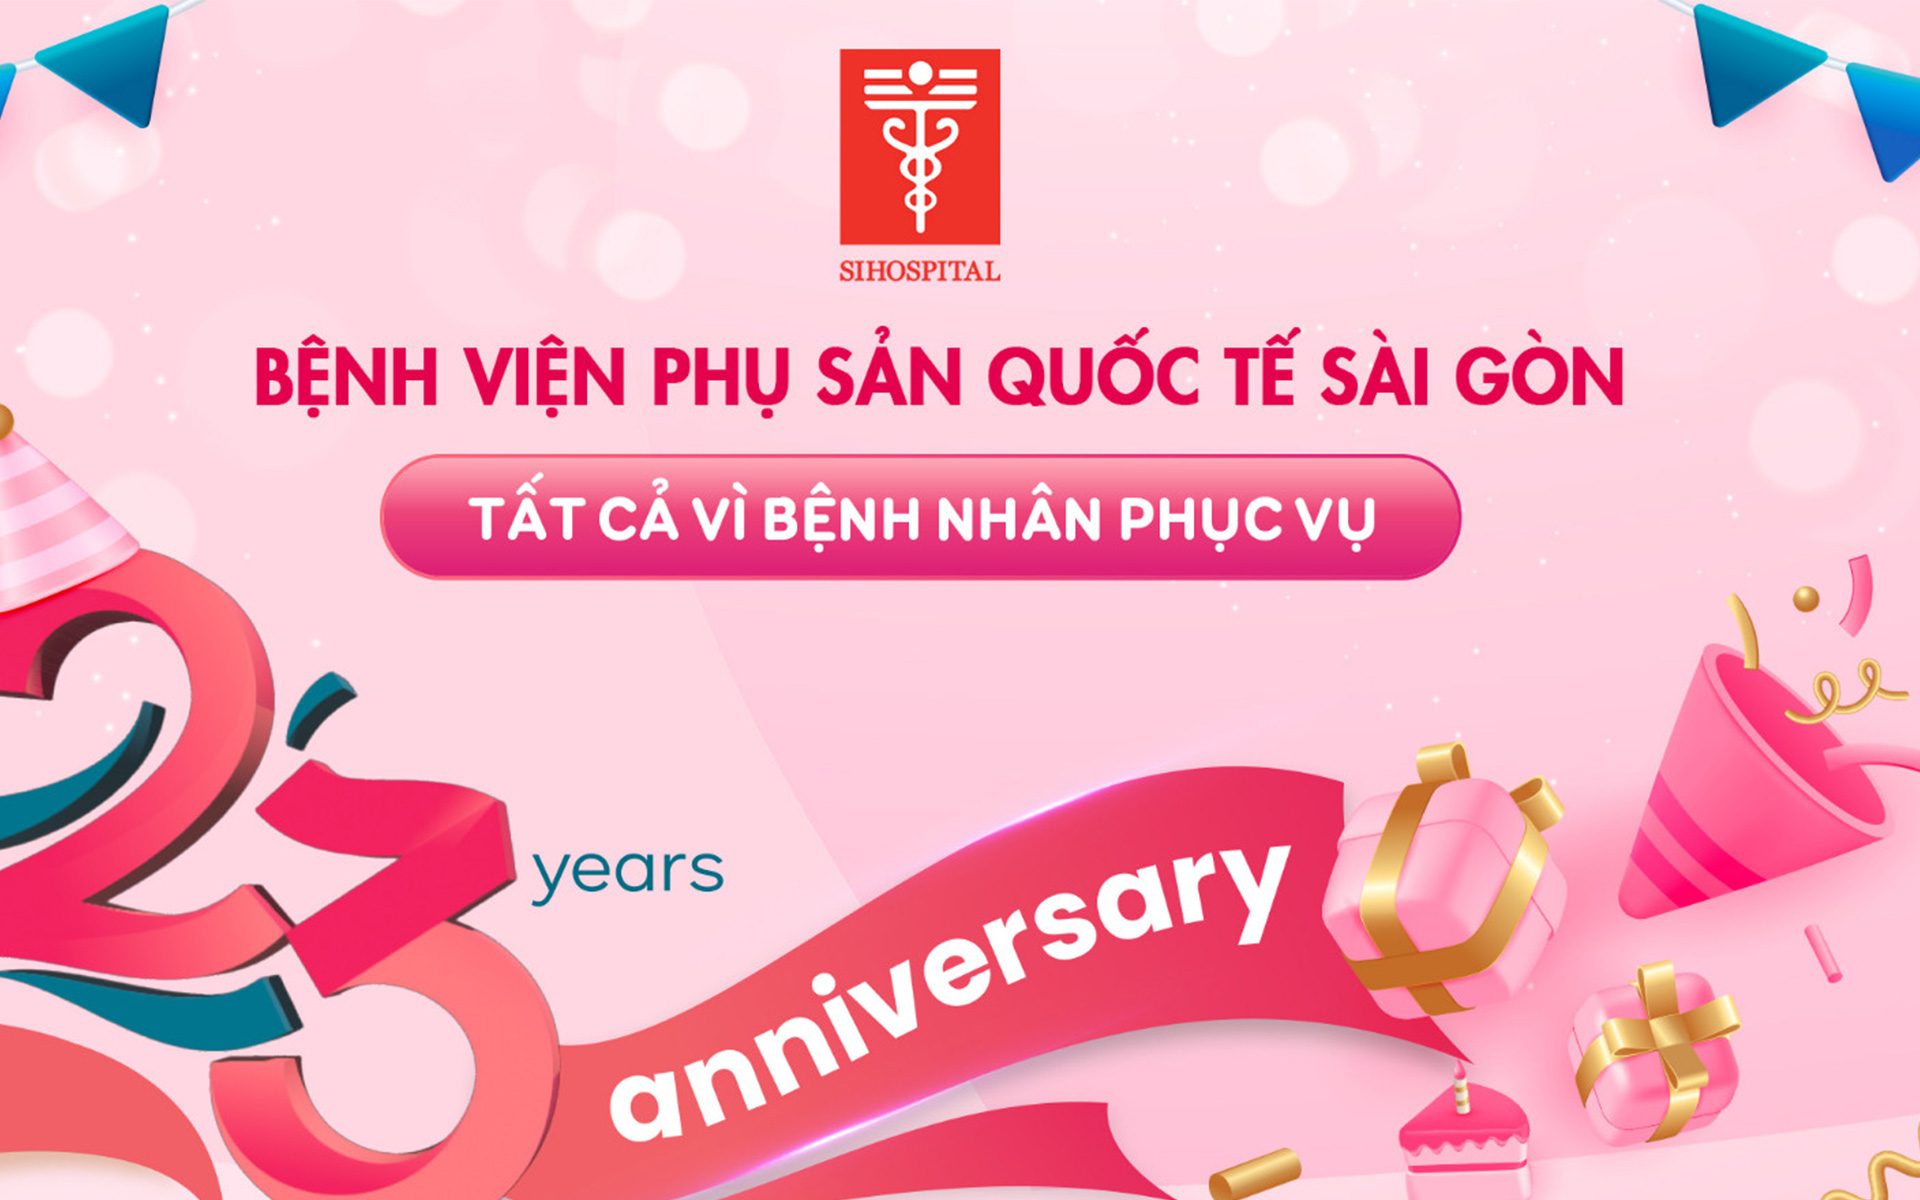 SIHOSPITAL
BỆNH VIỆN PHỤ SẢN QUỐC TẾ SÀI GÒN
TẤT CẢ VÌ BỆNH NHÂN PHỤC VỤ
23 years
anniversary